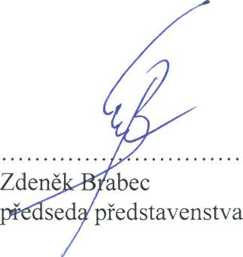 ..............................
Zdeněk Brabec
předseda představenstva